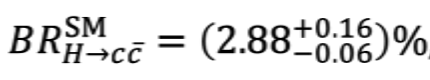 BR^{SM}_{H→cc̄} = (2.88^{+0.16}_{-0.06})%,